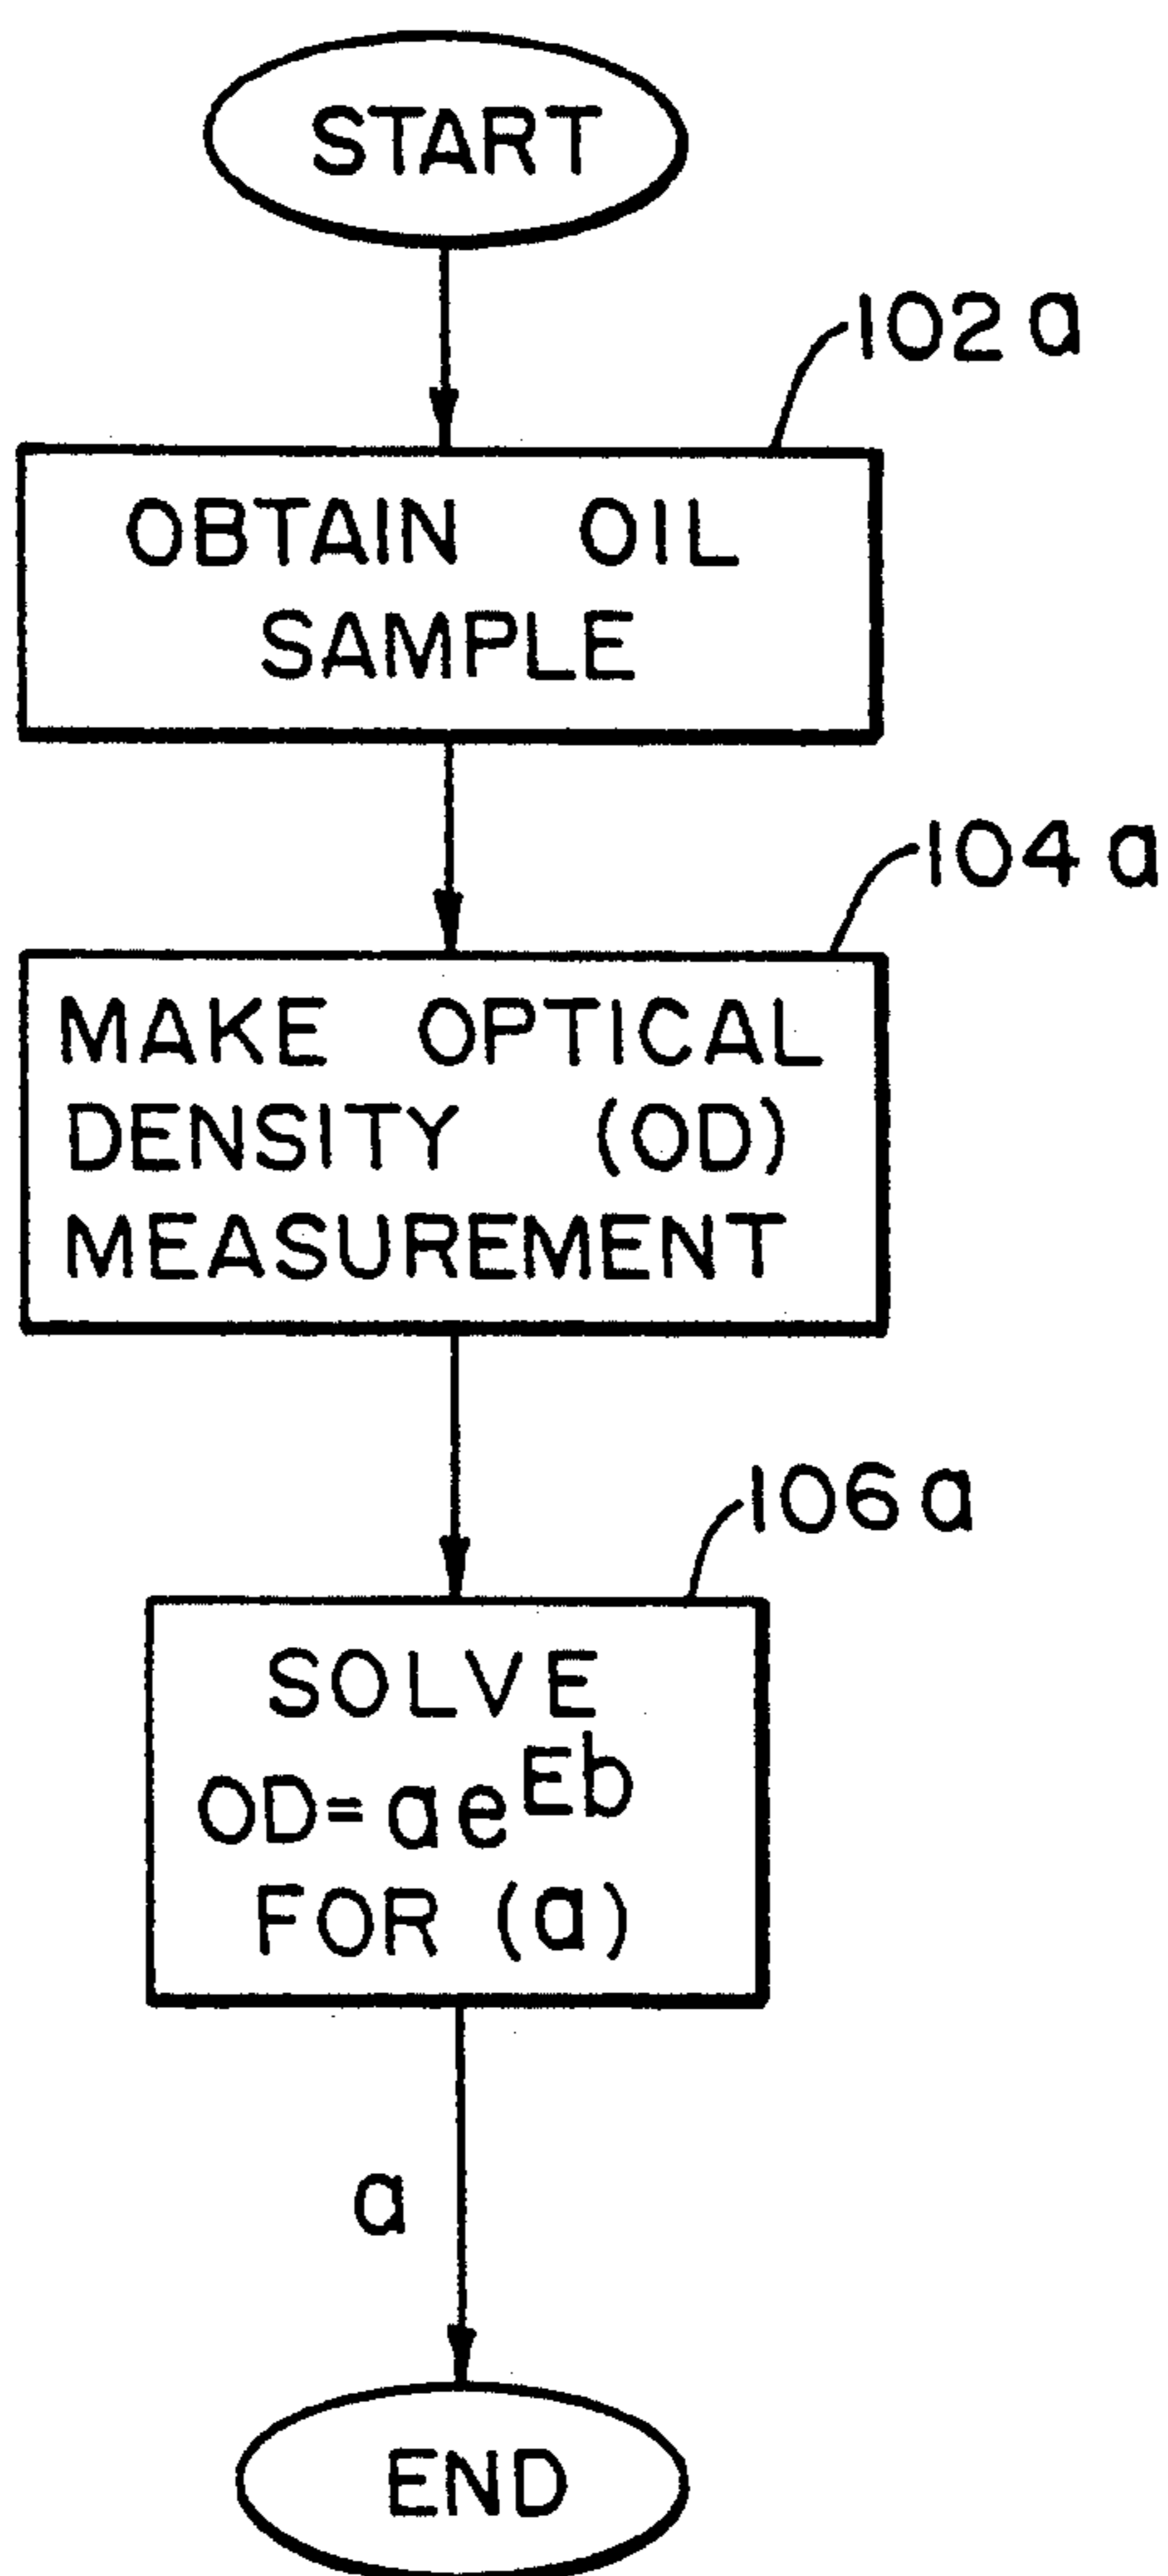 START
102a
OBTAIN OIL
SAMPLE
104a
MAKE OPTICAL
DENSITY (OD)
MEASUREMENT
106a
SOLVE
OD=ae^Eb
FOR (a)
a
END